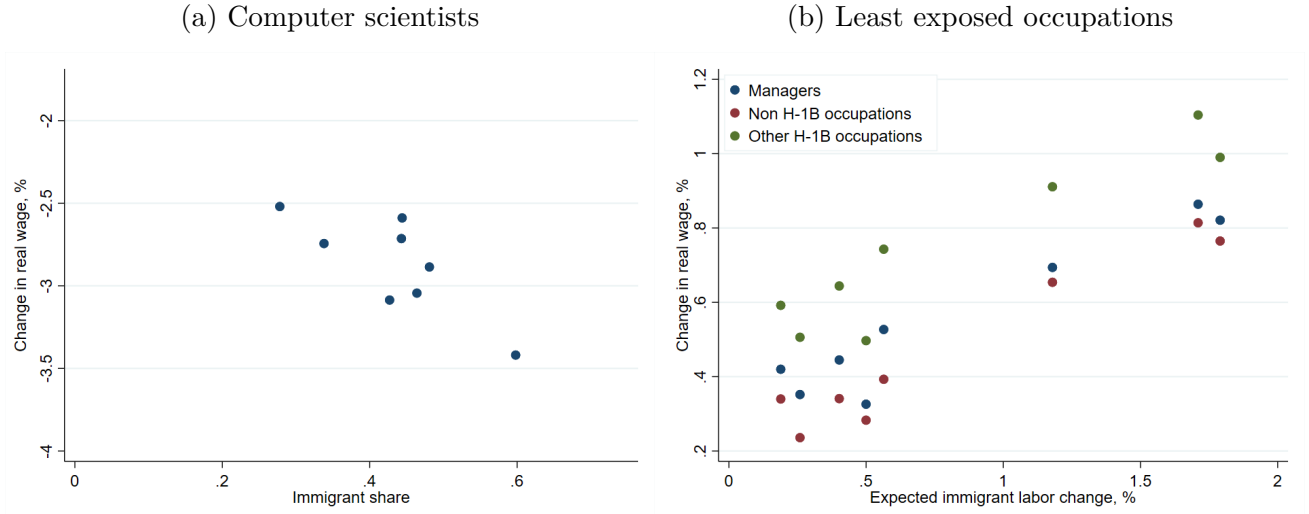 (a) Computer scientists
-2
-2.5
-3
-3.5
-4
Change in real wage, %
0 .2 .4 .6
Immigrant share
(b) Least exposed occupations
1.2
1
.8
.6
.4
.2
Change in real wage, %
Managers
Non H-1B occupations
Other H-1B occupations
0 .5 1 1.5 2
Expected immigrant labor change, %